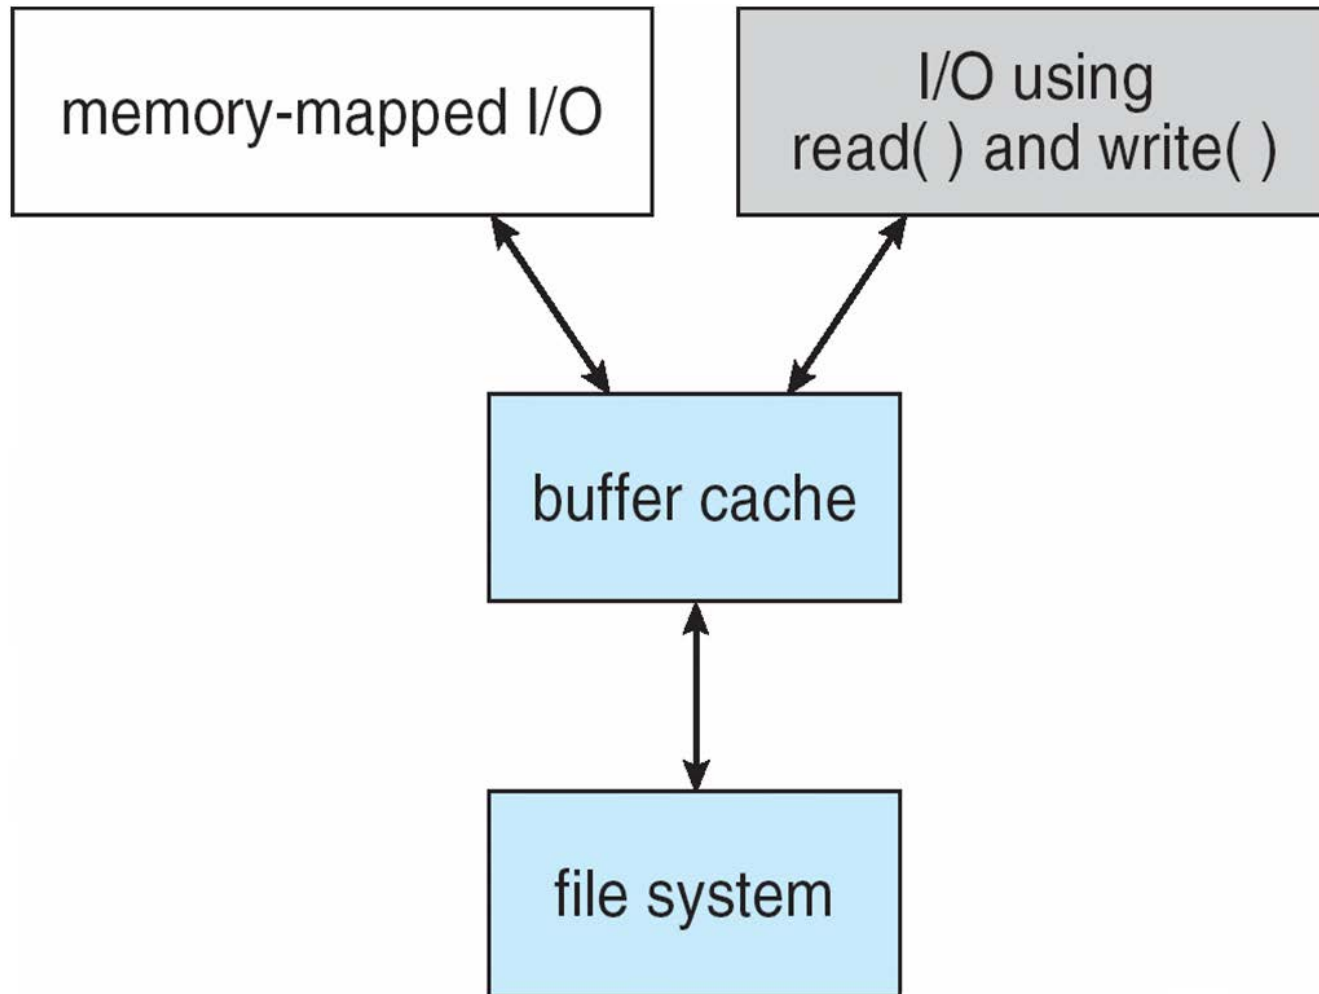 memory-mapped I/O
I/O using
read( ) and write( )
buffer cache
file system